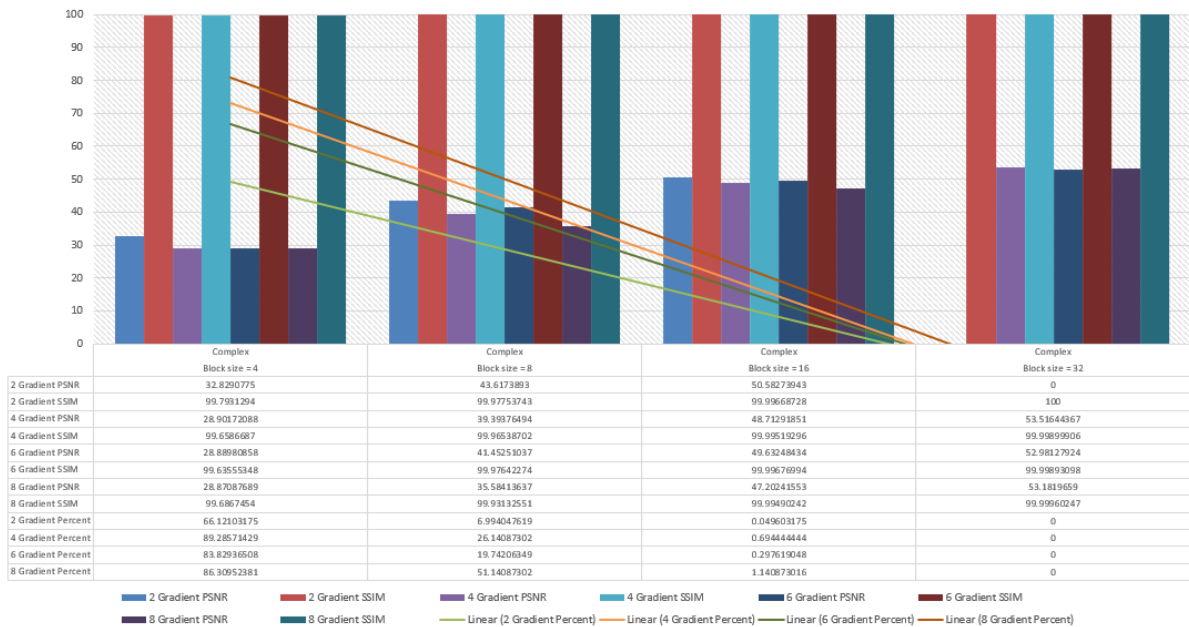 100
90
80
70
60
50
40
30
20
10
0
Complex Complex Complex Complex
Block size = 4 Block size = 8 Block size = 16 Block size = 32
2 Gradient PSNR 32.8290775 43.6173893 50.58273943 0
2 Gradient SSIM 99.7931294 99.97753743 99.99668728 100
4 Gradient PSNR 28.90172088 39.39376494 48.71291851 53.51644367
4 Gradient SSIM 99.6586687 99.96538702 99.99519296 99.99899906
6 Gradient PSNR 28.88980858 41.45251037 49.63248434 52.98127924
6 Gradient SSIM 99.63555348 99.97642274 99.99676994 99.99893098
8 Gradient PSNR 28.87087689 35.58413637 47.20241553 53.1819659
8 Gradient SSIM 99.6867454 99.93132551 99.99490242 99.99960247
2 Gradient Percent 66.12103175 6.994047619 0.049603175 0
4 Gradient Percent 89.28571429 26.14087302 0.694444444 0
6 Gradient Percent 83.82936508 19.74206349 0.297619048 0
8 Gradient Percent 86.30952381 51.14087302 1.140873016 0
2 Gradient PSNR 2 Gradient SSIM 4 Gradient PSNR 4 Gradient SSIM 6 Gradient PSNR 6 Gradient SSIM
8 Gradient PSNR 8 Gradient SSIM Linear (2 Gradient Percent) Linear (4 Gradient Percent) Linear (6 Gradient Percent) Linear (8 Gradient Percent)